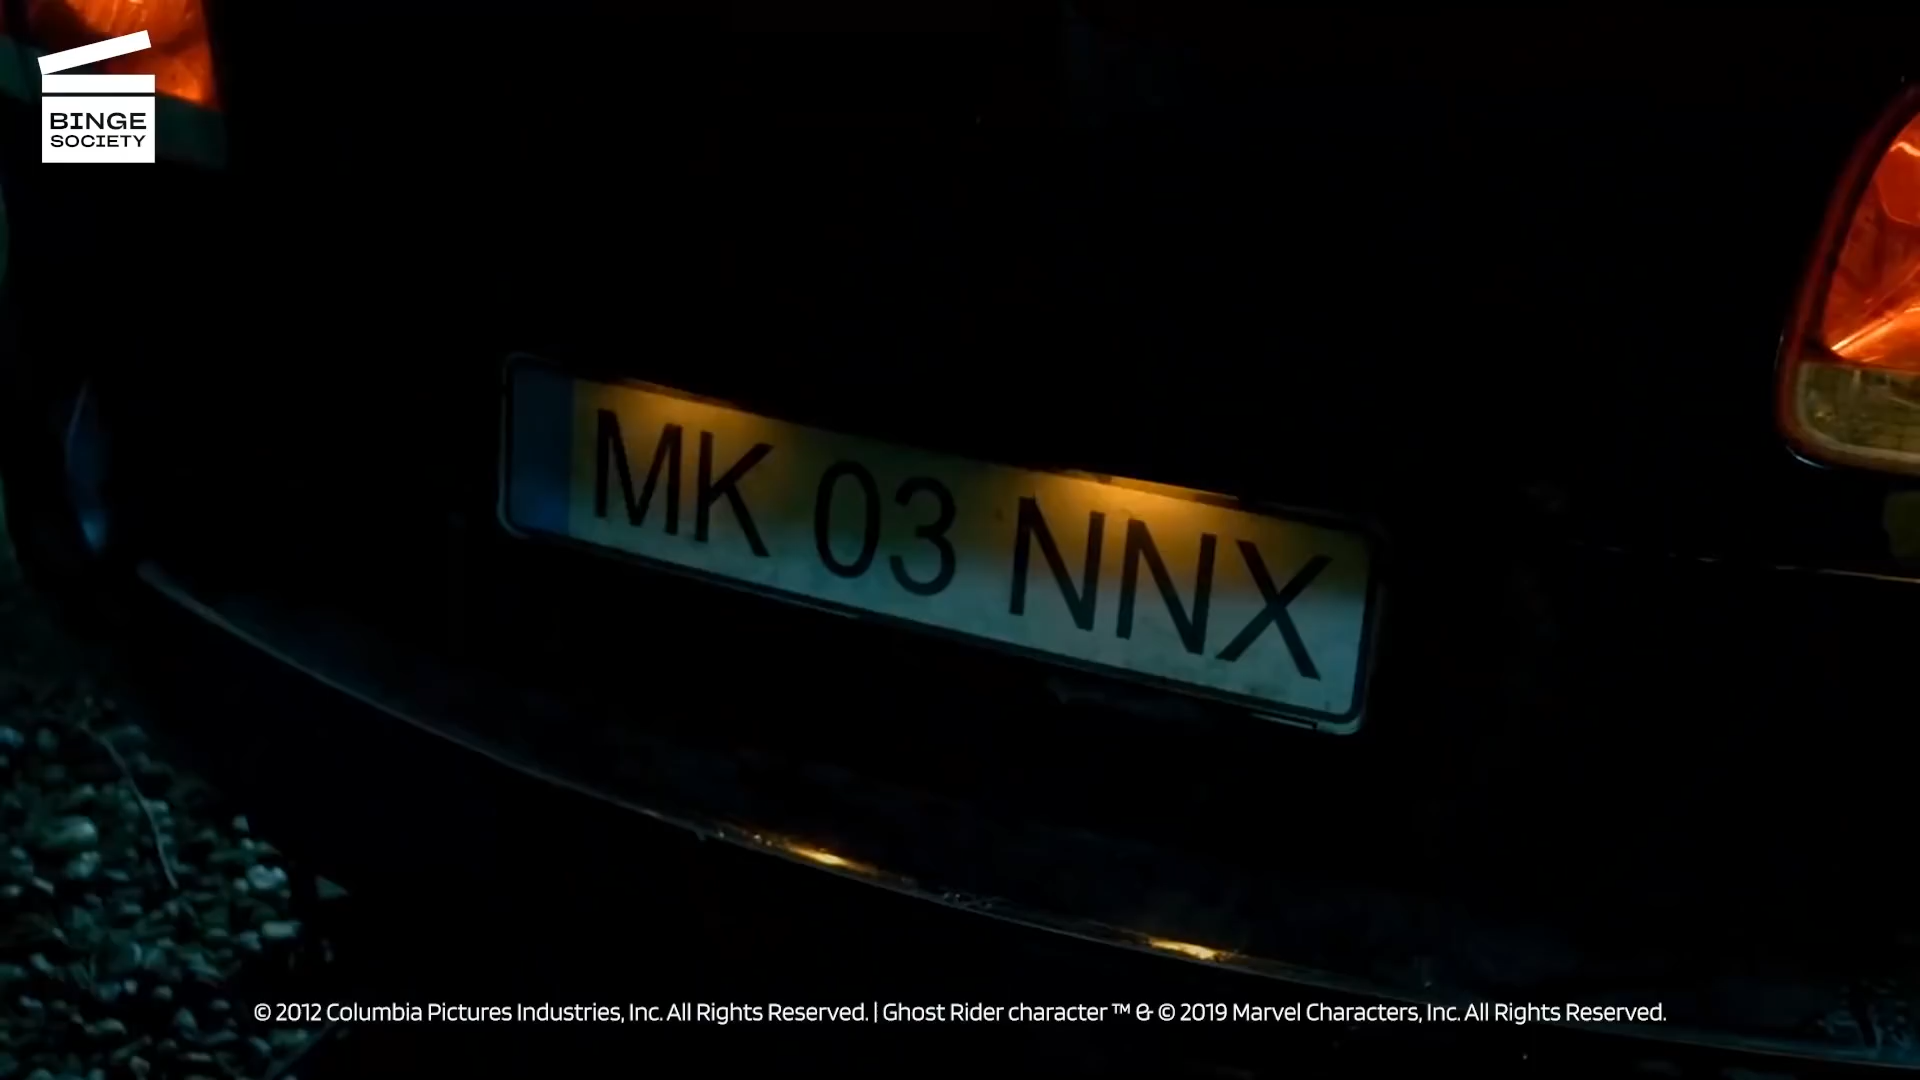 BINGE
SOCIETY
MK 03 NNX
© 2012 Columbia Pictures Industries, Inc. All Rights Reserved. | Ghost Rider character ™ & © 2019 Marvel Characters, Inc. All Rights Reserved.